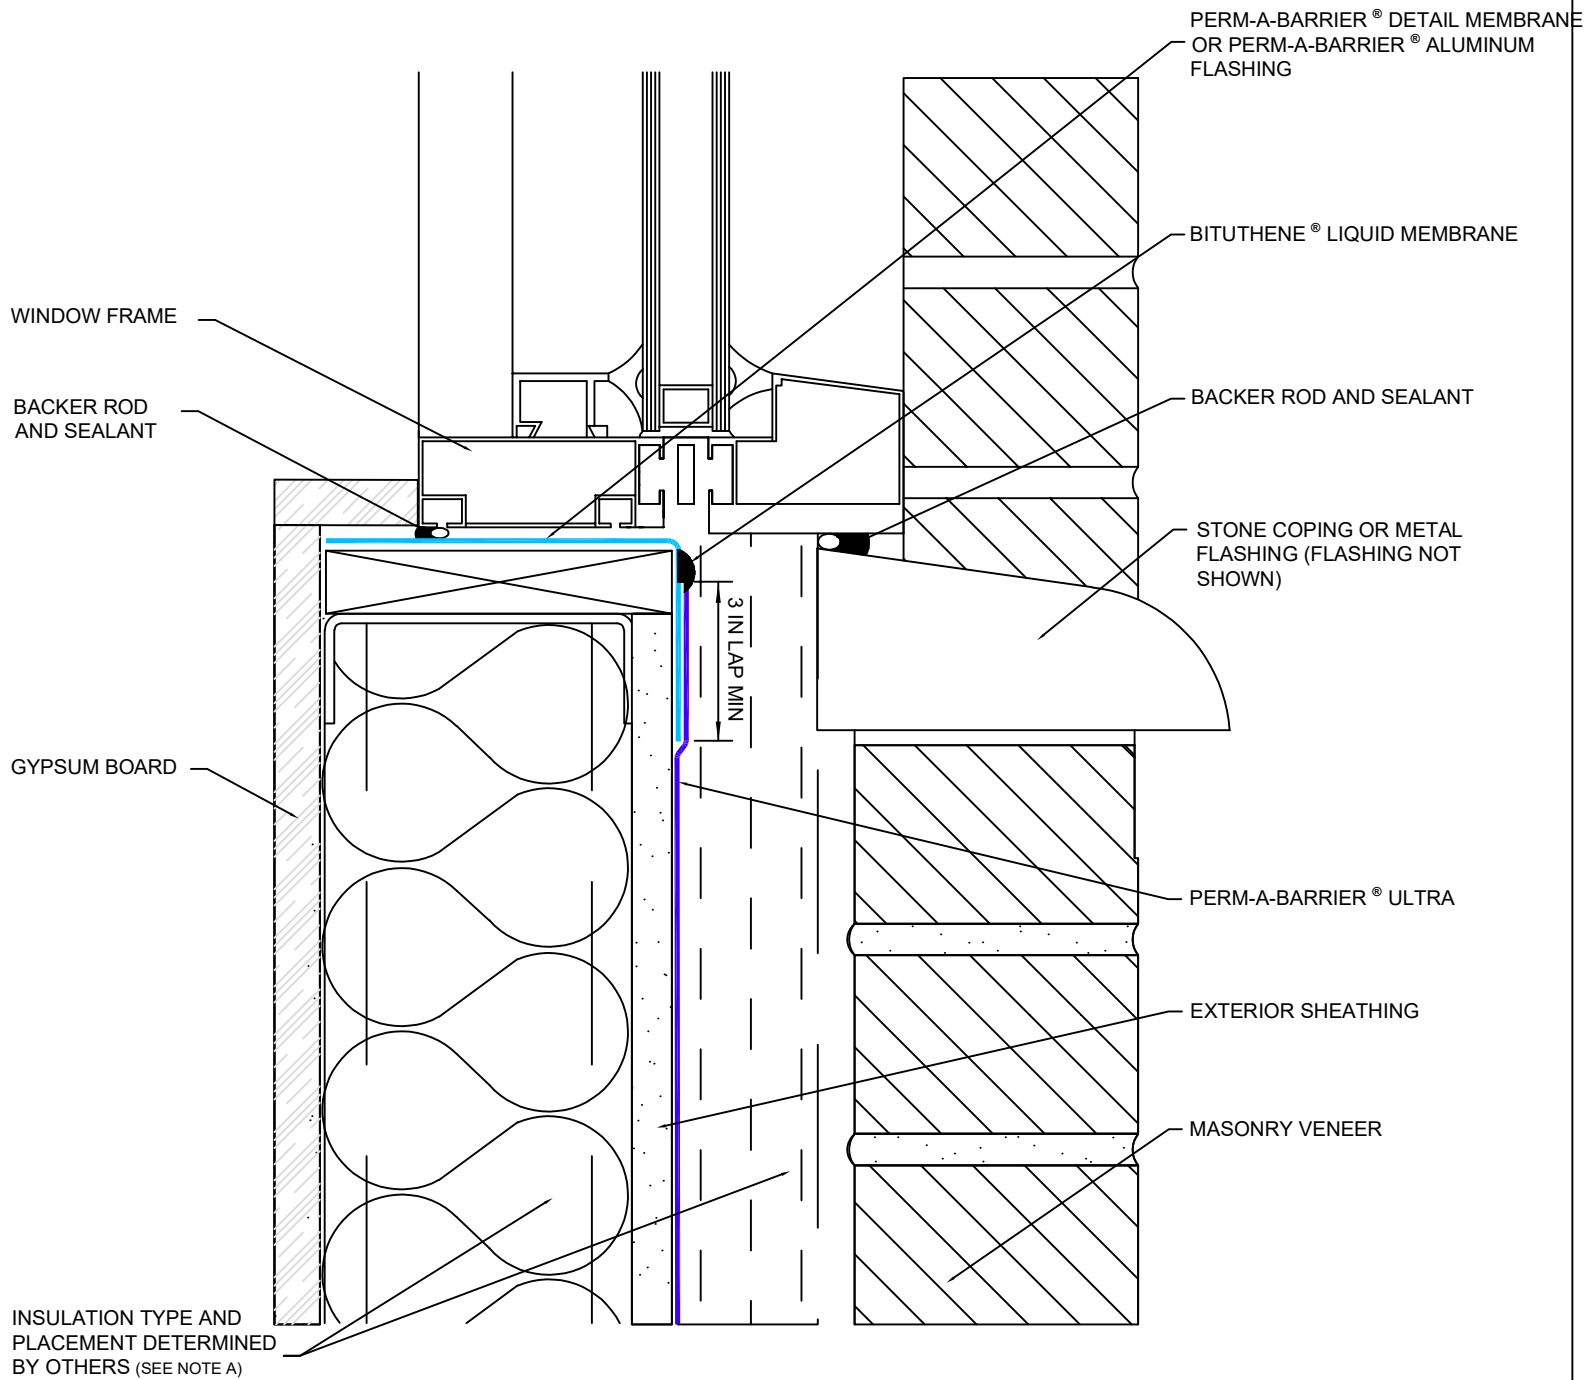 PERM-A-BARRIER ® DETAIL MEMBRANE
OR PERM-A-BARRIER ® ALUMINUM
FLASHING
BITUTHENE ® LIQUID MEMBRANE
WINDOW FRAME
BACKER ROD
AND SEALANT
BACKER ROD AND SEALANT
STONE COPING OR METAL
FLASHING (FLASHING NOT
SHOWN)
3 IN LAP MIN
GYPSUM BOARD
PERM-A-BARRIER ® ULTRA
EXTERIOR SHEATHING
MASONRY VENEER
INSULATION TYPE AND
PLACEMENT DETERMINED
BY OTHERS (SEE NOTE A)